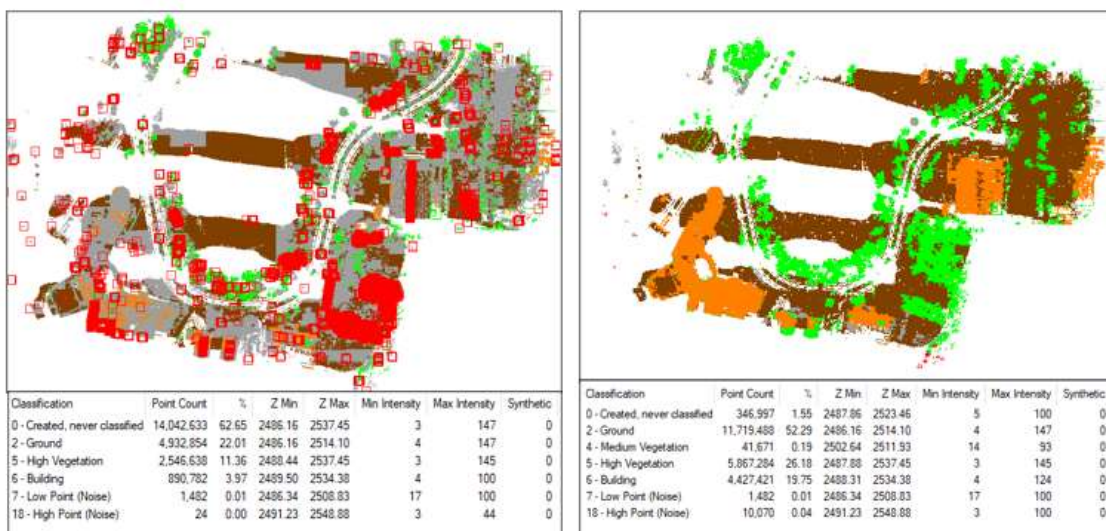 Classification Point Count % Z Min Z Max Min Intensity Max Intensity Synthetic
0 - Created, never classified 14,042,633 62.65 2486.16 2537.45 3 147 0
2 - Ground 4,932,854 22.01 2486.16 2514.10 4 147 0
5 - High Vegetation 2,546,638 11.36 2488.44 2537.45 3 145 0
6 - Building 890,782 3.97 2489.50 2534.38 4 100 0
7 - Low Point (Noise) 1,482 0.01 2486.34 2508.83 17 100 0
18 - High Point (Noise) 24 0.00 2491.23 2548.88 3 44 0
Classification Point Count % Z Min Z Max Min Intensity Max Intensity Synthetic
0 - Created, never classified 346,997 1.55 2487.86 2523.46 5 100 0
2 - Ground 11,719,488 52.29 2486.16 2514.10 4 147 0
4 - Medium Vegetation 41,671 0.19 2502.64 2511.93 14 93 0
5 - High Vegetation 5,867,284 26.18 2487.88 2537.45 3 145 0
6 - Building 4,427,421 19.75 2488.31 2534.38 4 124 0
7 - Low Point (Noise) 1,482 0.01 2486.34 2508.83 17 100 0
18 - High Point (Noise) 10,070 0.04 2491.23 2548.88 3 100 0